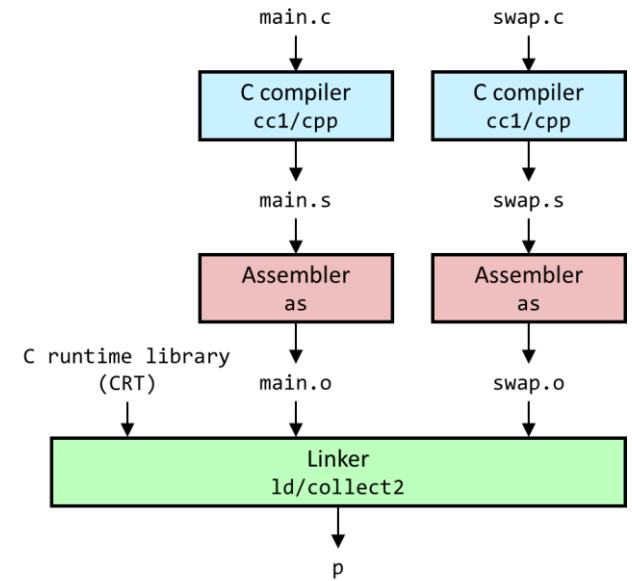 main.c
swap.c
C compiler
cc1/cpp
C compiler
cc1/cpp
main.s
swap.s
Assembler
as
Assembler
as
C runtime library
(CRT)
main.o
swap.o
Linker
ld/collect2
p